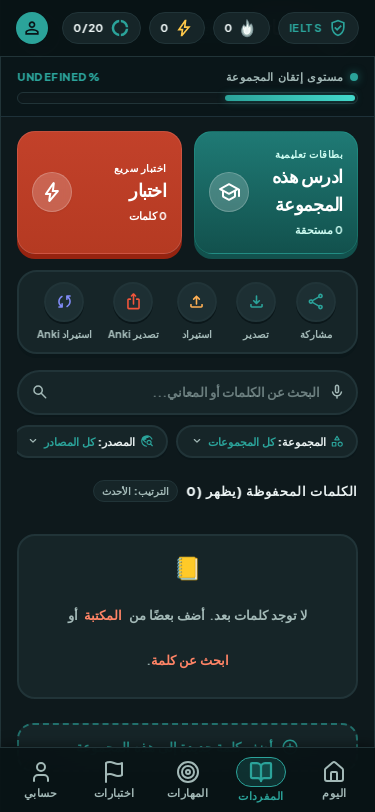 IELTS
0
0
0/20
مستوى إتقان المجموعة
UNDEFINED%
بطاقات تعليمية
ادرس هذه
المجموعة
0 مستحقة
اختبار سريع
اختبار
0 كلمات
مشاركة
تصدير
استيراد
تصدير Anki
استيراد Anki
البحث عن الكلمات أو المعاني...
المجموعة: كل المجموعات
المصدر: كل المصادر
الكلمات المحفوظة (يظهر 0)
الترتيب: الأحدث
لا توجد كلمات بعد. أضف بعضًا من المكتبة أو
ابحث عن كلمة.
اليوم
المفردات
المهارات
اختبارات
حسابي